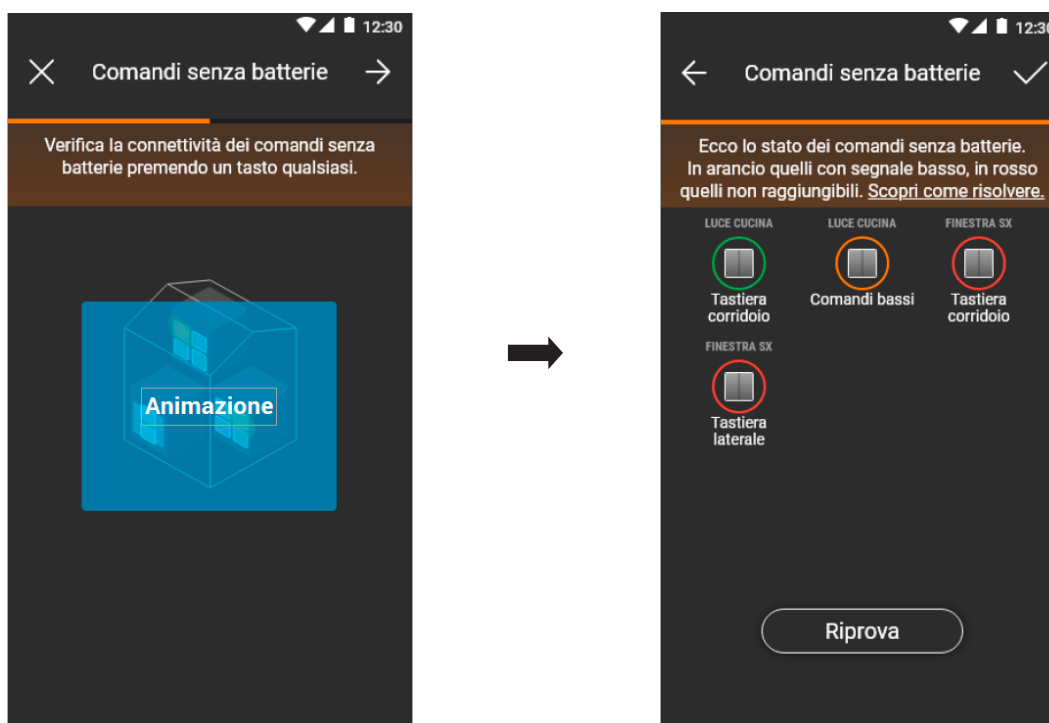 12:30
Comandi senza batterie
Verifica la connettività dei comandi senza
batterie premendo un tasto qualsiasi.
Animazione
12:30
Comandi senza batterie
Ecco lo stato dei comandi senza batterie.
In arancio quelli con segnale basso, in rosso
quelli non raggiungibili. Scopri come risolvere.
LUCE CUCINA
Tastiera
corridoio
LUCE CUCINA
Comandi bassi
FINESTRA SX
Tastiera
corridoio
FINESTRA SX
Tastiera
laterale
Riprova